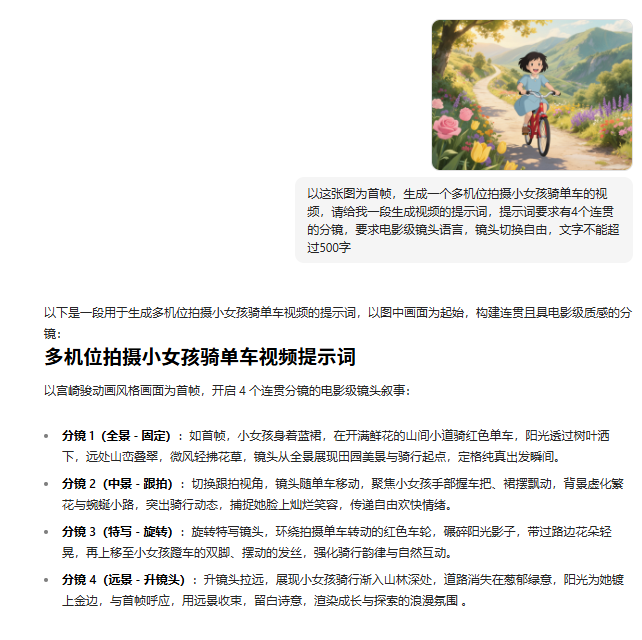 以这张图为首帧，生成一个多机位拍摄小女孩骑单车的视
频，请给我一段生成视频的提示词，提示词要求有4个连贯
的分镜，要求电影级镜头语言，镜头切换自由，文字不能超
过500字
以下是一段用于生成多机位拍摄小女孩骑单车视频的提示词，以图中画面为起始，构建连贯且具电影级质感的分
镜：
多机位拍摄小女孩骑单车视频提示词
以宫崎骏动画风格画面为首帧，开启 4 个连贯分镜的电影级镜头叙事：
分镜 1（全景 - 固定）：如首帧，小女孩身着蓝裙，在开满鲜花的山间小道骑红色单车，阳光透过树叶洒
下，远处山峦叠翠，微风轻拂花草，镜头从全景展现田园美景与骑行起点，定格纯真出发瞬间。
分镜 2（中景 - 跟拍）：切换跟拍视角，镜头随单车移动，聚焦小女孩手部握车把、裙摆飘动，背景虚化繁
花与蜿蜒小路，突出骑行动态，捕捉她脸上灿烂笑容，传递自由欢快情绪。
分镜 3（特写 - 旋转）：旋转特写镜头，环绕拍摄单车转动的红色车轮，碾碎阳光影子，带过路边花朵轻
晃，再上移至小女孩蹬车的双脚、摆动的发丝，强化骑行韵律与自然互动。
分镜 4（远景 - 升镜头）：升镜头拉远，展现小女孩骑行渐入山林深处，道路消失在葱郁绿意，阳光为她镀
上金边，与首帧呼应，用远景收束，留白诗意，渲染成长与探索的浪漫氛围 。